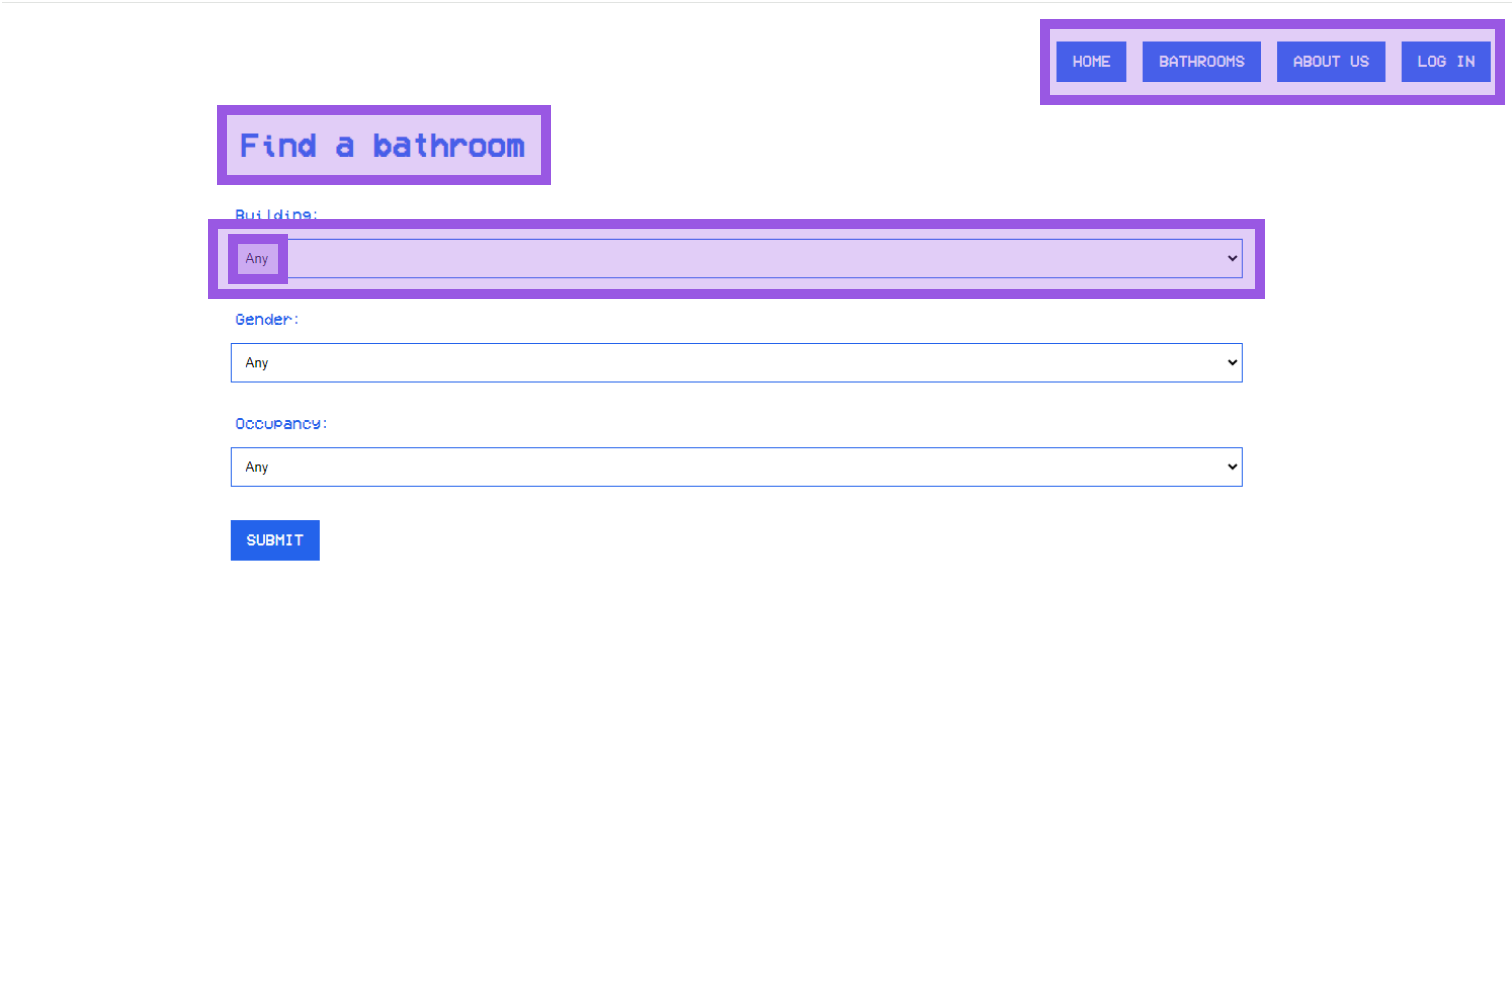 HOME BATHROOMS ABOUT US LOG IN
Find a bathroom
Building:
Any
Gender:
Any
Occupancy:
Any
SUBMIT